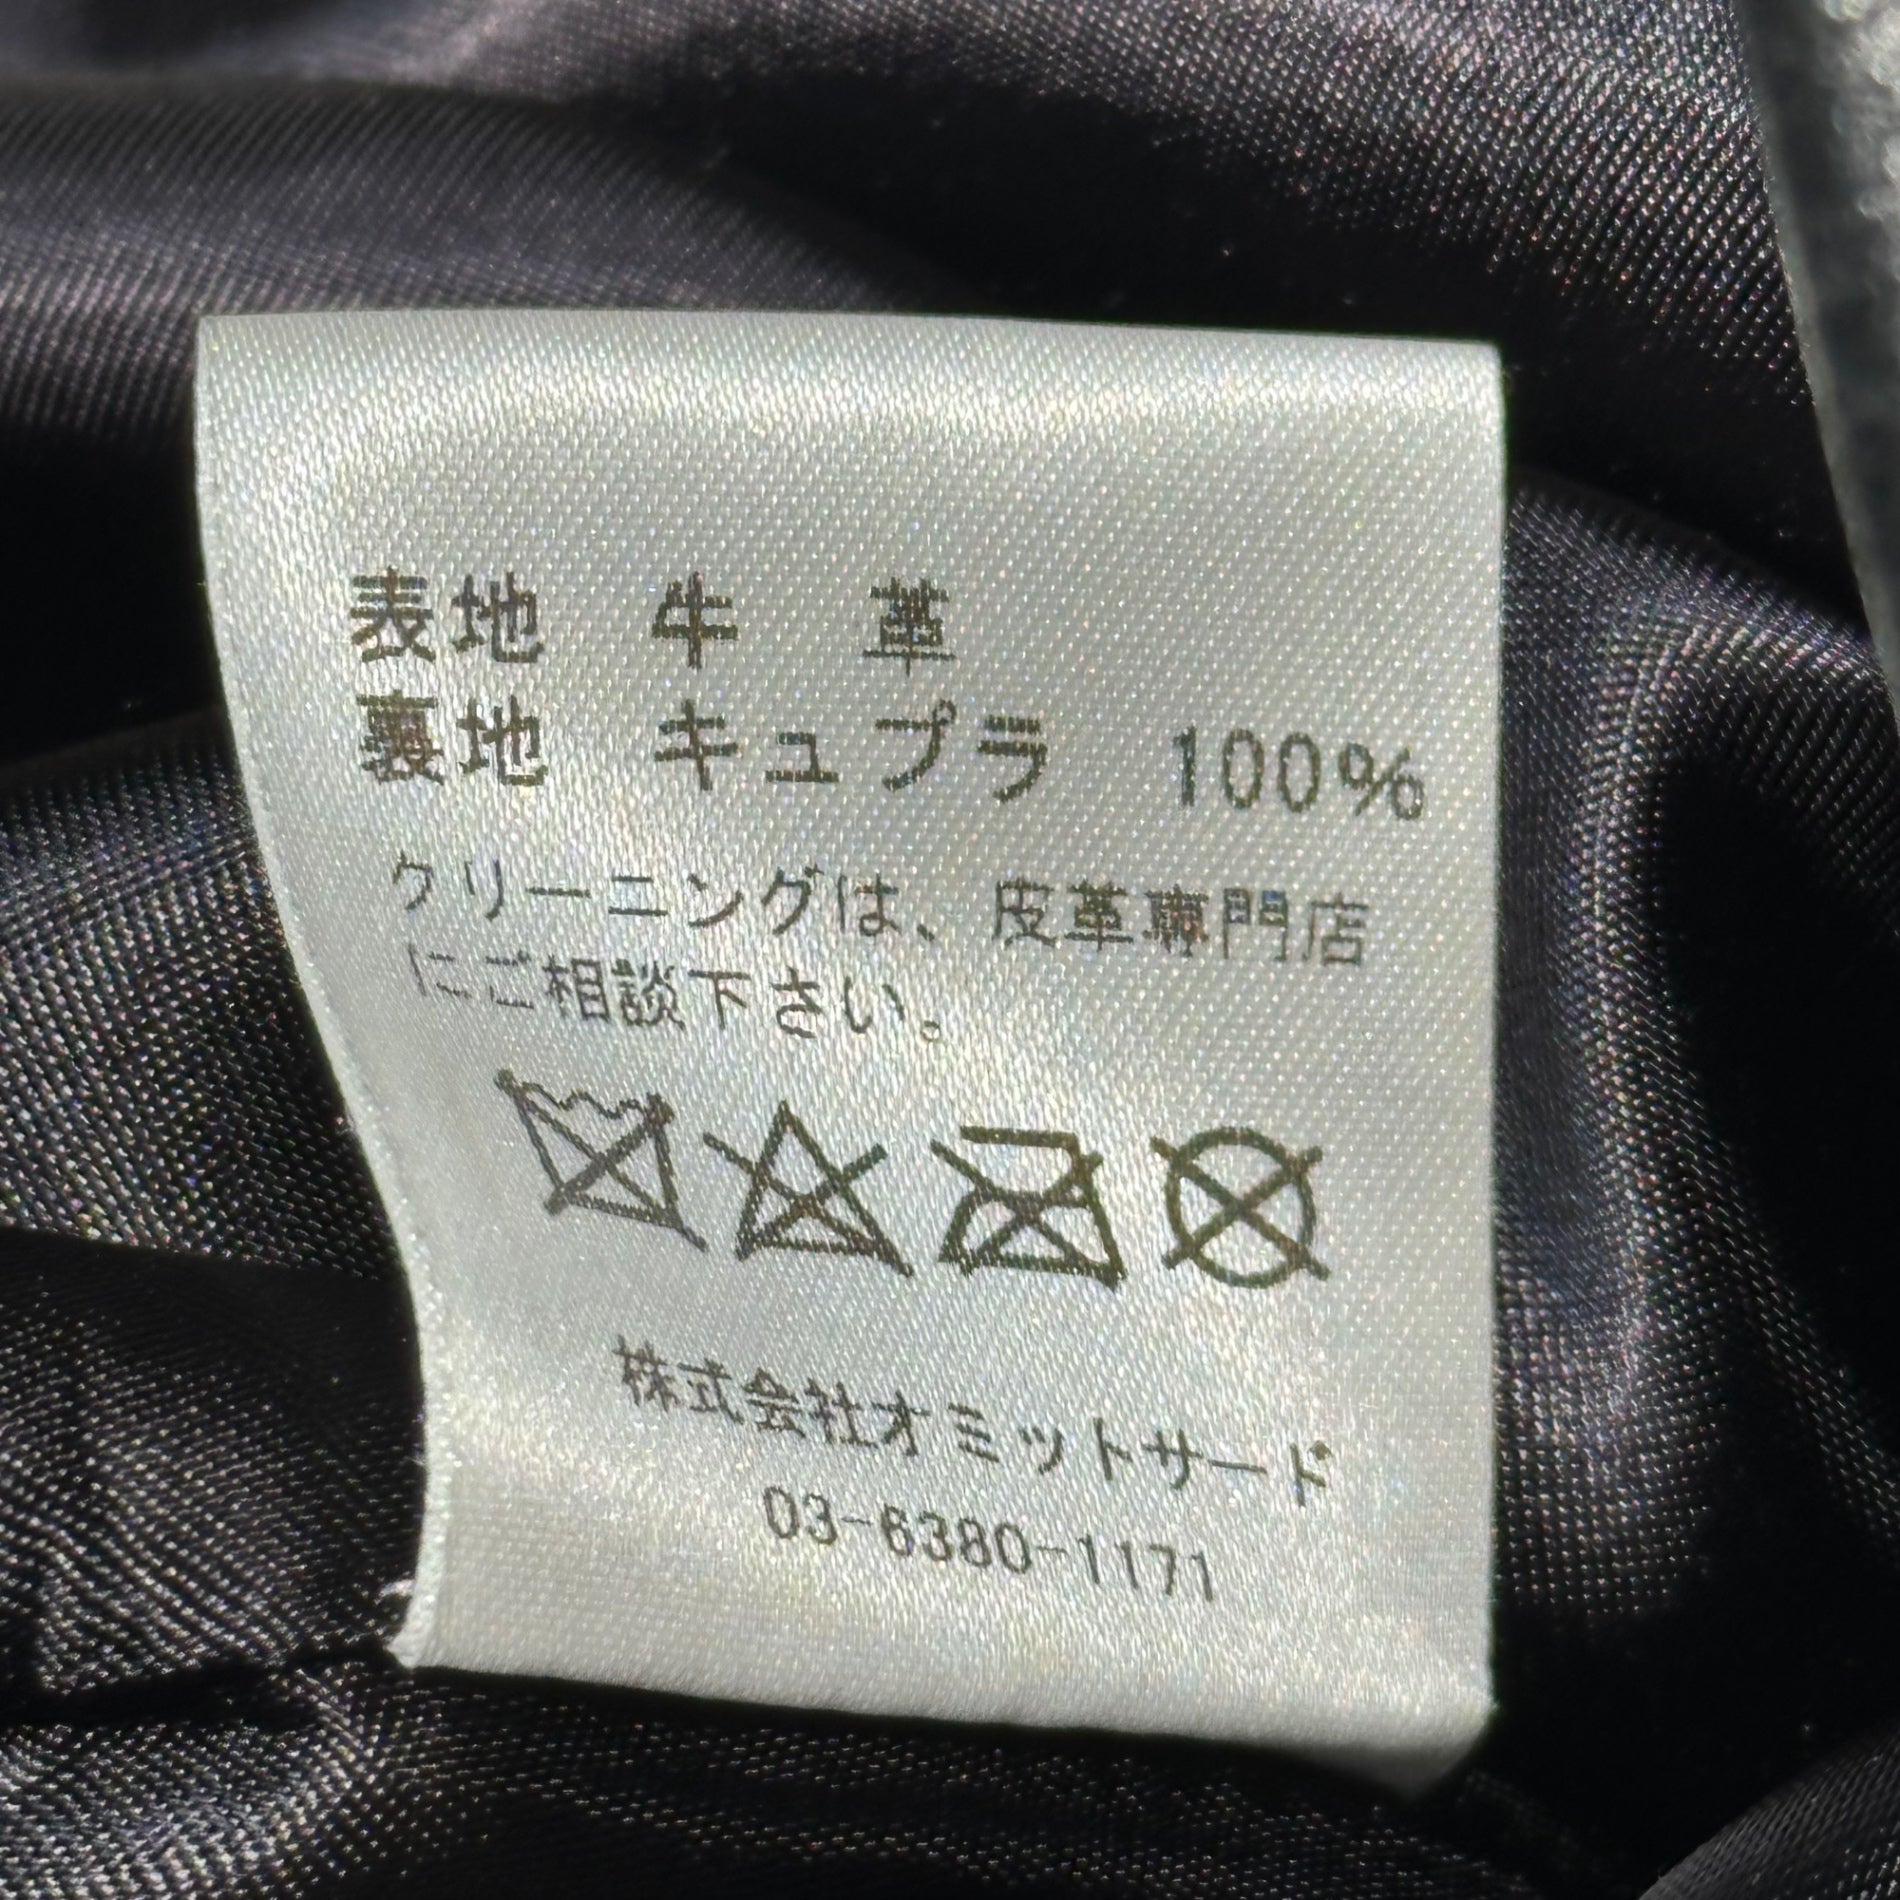 表地 牛 革
裏地 キュプラ 100%
クリーニングは、皮革専門店
にご相談下さい。
株式会社オミットサード
03-6380-1171